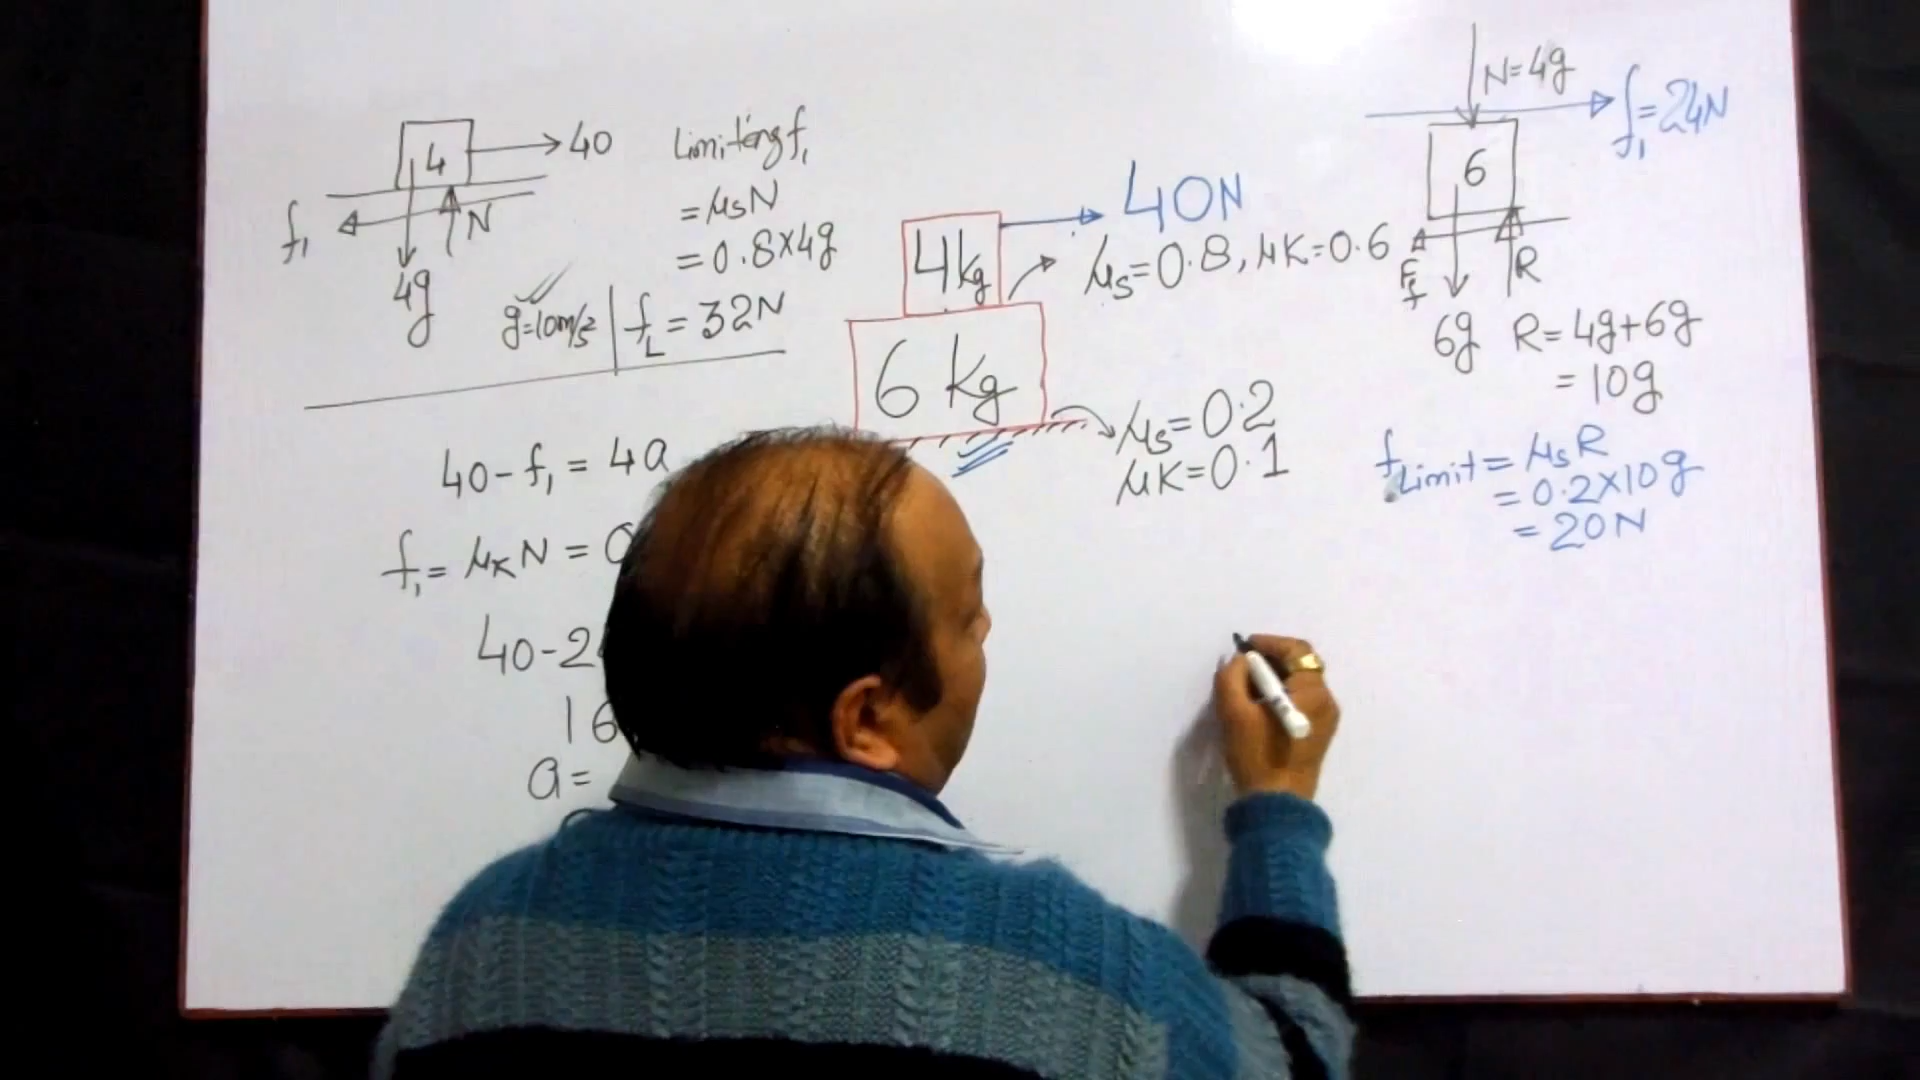 4
40
f₁
N
4g
g=10m/s²
Limiting f₁
= μsN
= 0.8×4g
fL = 32N
40-f₁ = 4a
f₁ = μKN =
40-2
16
a=
40N
4kg
μs=0.8, μK=0.6
6 kg
μs=0.2
μK=0.1
N=4g
f₁=24N
6
R
6g
R= 4g+6g
= 10g
fLimit = μsR
= 0.2×10g
= 20N